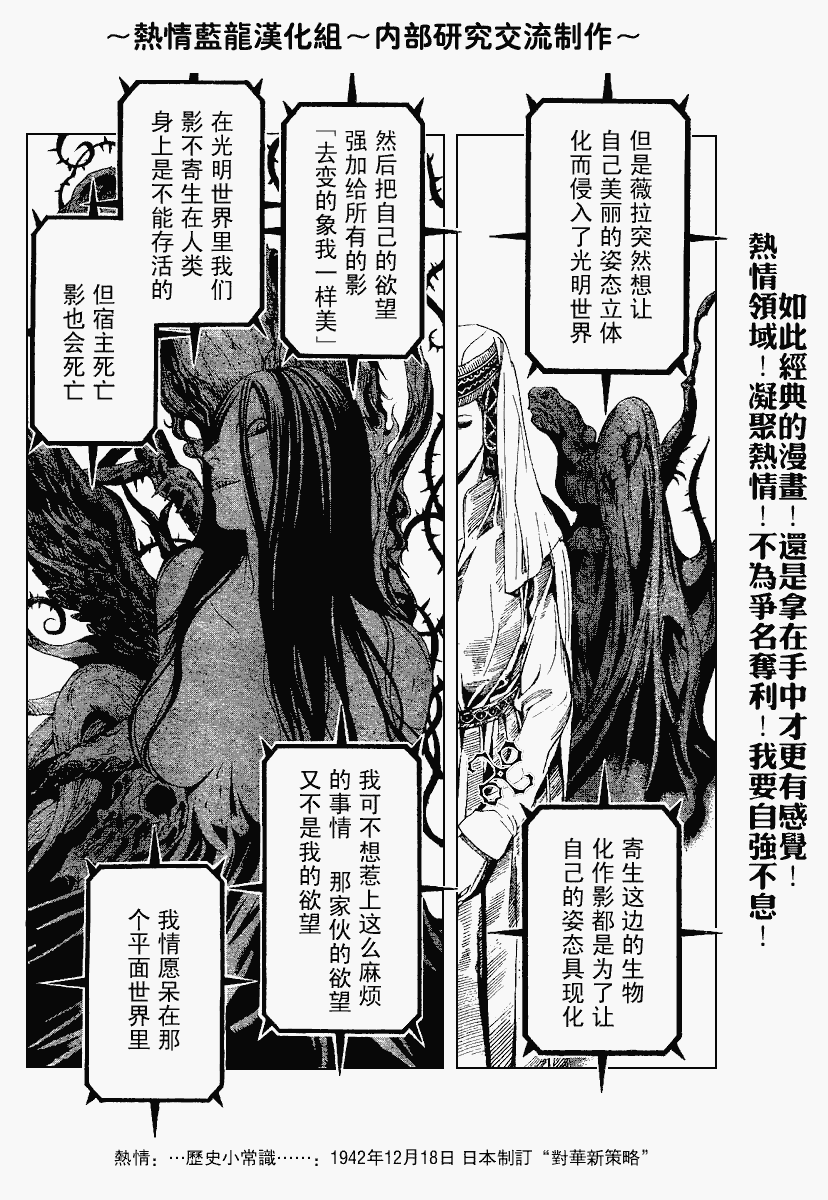 ～熱情藍龍漢化組～内部研究交流制作～
但是薇拉突然想让
自己美丽的姿态立体
化而侵入了光明世界
寄生这边的生物
化作影都是为了让
自己的姿态具现化
然后把自己的欲望
强加给所有的影
「去变的象我一样美」
在光明世界里我们
影不寄生在人类
身上是不能存活的
但宿主死亡
影也会死亡
我可不想惹上这么麻烦
的事情　那家伙的欲望
又不是我的欲望
我情愿呆在那
个平面世界里
如此經典的漫畫！還是拿在手中才更有感覺！
熱情領域！凝聚熱情！不為爭名奪利！我要自強不息！
熱情：…歷史小常識……：1942年12月18日 日本制訂“對華新策略”